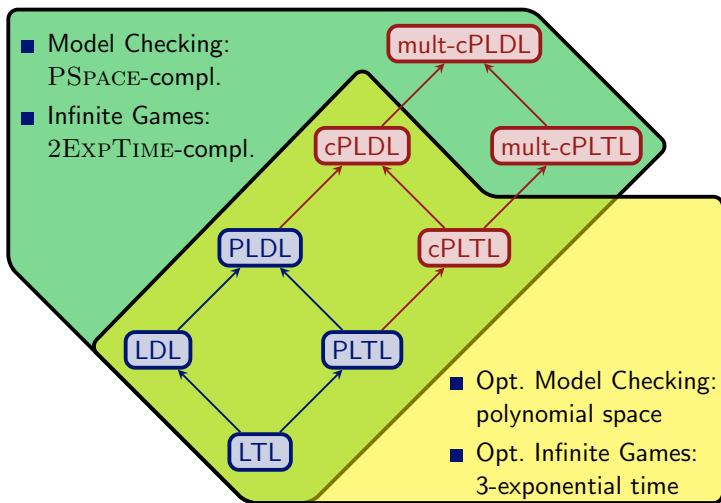 Model Checking:
PSPACE-compl.
Infinite Games:
2EXPTIME-compl.
mult-cPLDL
cPLDL
mult-cPLTL
PLDL
cPLTL
LDL
PLTL
LTL
Opt. Model Checking:
polynomial space
Opt. Infinite Games:
3-exponential time